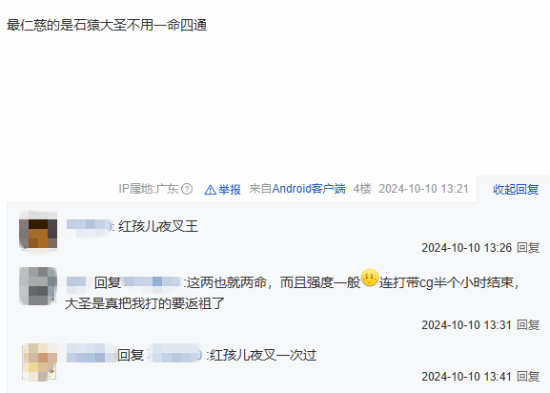 最仁慈的是石猿大圣不用一命四通
IP属地:广东 举报 来自Android客户端 4楼 2024-10-10 13:21 收起回复
: 红孩儿夜叉王
2024-10-10 13:26 回复
回复 :这两也就两命，而且强度一般 连打带cg半个小时结束，
大圣是真把我打的要返祖了
2024-10-10 13:31 回复
回复 :红孩儿夜叉一次过
2024-10-10 13:41 回复